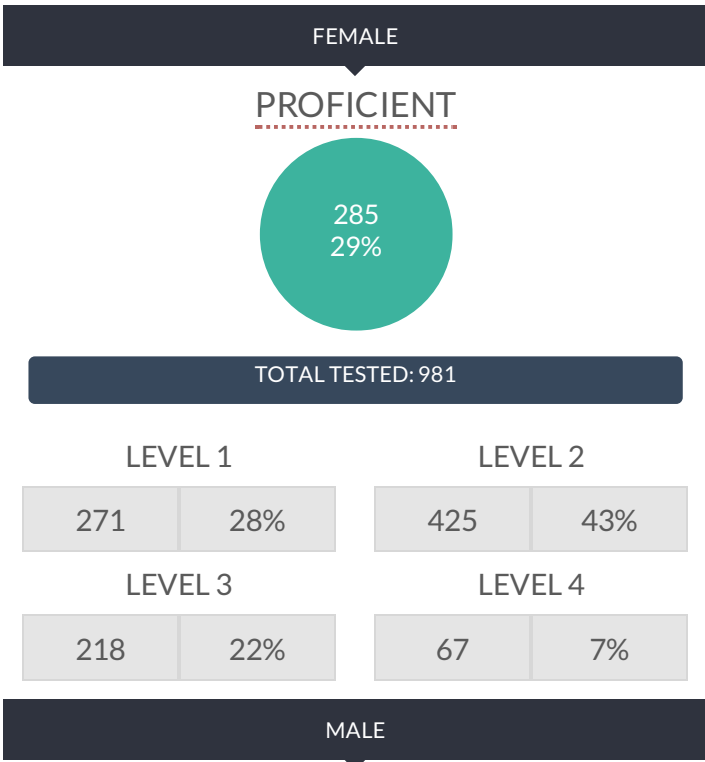 FEMALE
PROFICIENT
285
29%
TOTAL TESTED: 981
LEVEL 1 LEVEL 2
271 28% 425 43%
LEVEL 3 LEVEL 4
218 22% 67 7%
MALE